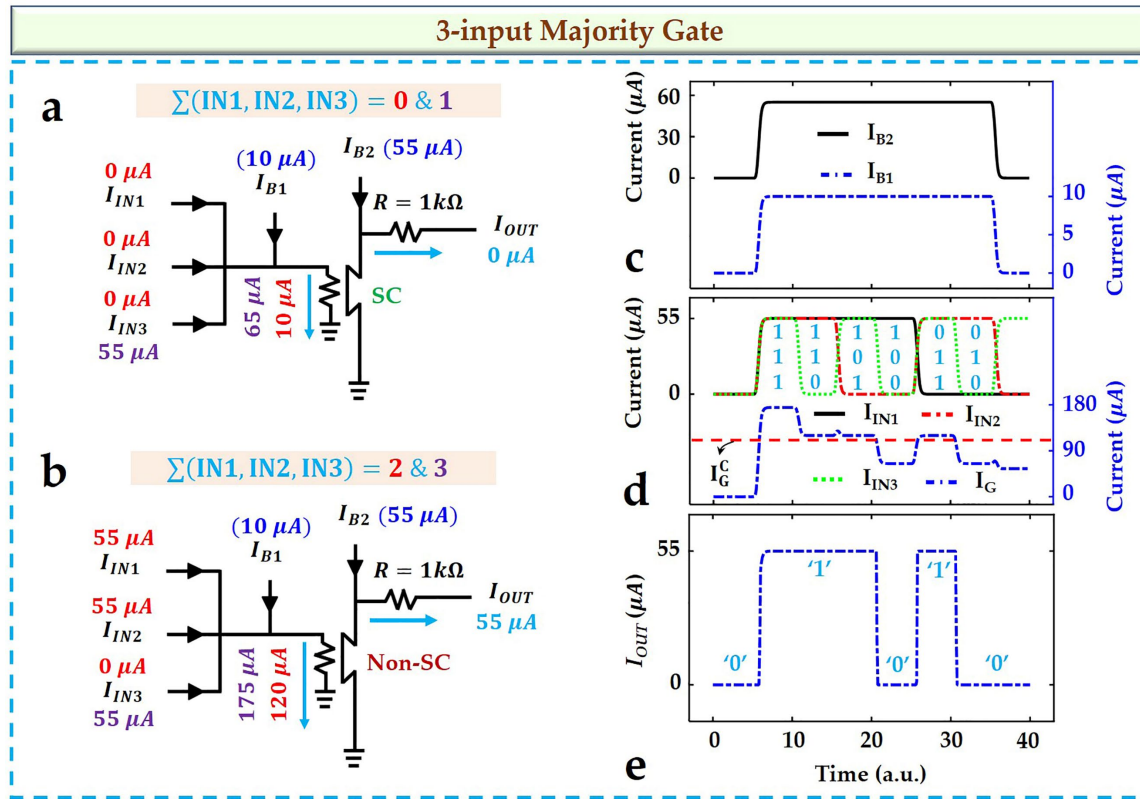 3-input Majority Gate
a
∑(IN1, IN2, IN3) = 0 & 1
0 μA
I_IN1
0 μA
I_IN2
0 μA
I_IN3
55 μA
(10 μA)
I_B1
65 μA
10 μA
I_B2 (55 μA)
R = 1kΩ
I_OUT
0 μA
SC
b
∑(IN1, IN2, IN3) = 2 & 3
55 μA
I_IN1
55 μA
I_IN2
0 μA
I_IN3
55 μA
(10 μA)
I_B1
175 μA
120 μA
I_B2 (55 μA)
R = 1kΩ
I_OUT
55 μA
Non-SC
Current (μA)
60
30
0
I_B2
I_B1
10
5
0
Current (μA)
c
Current (μA)
55
0
1 1 1 1 0 0
1 1 0 0 1 1
1 0 1 0 1 0
I_IN1 I_IN2
I_IN3 I_G
I_G^C
180
90
0
Current (μA)
d
I_OUT (μA)
55
0
‘0’ ‘1’ ‘0’ ‘1’ ‘0’
0 10 20 30 40
Time (a.u.)
e